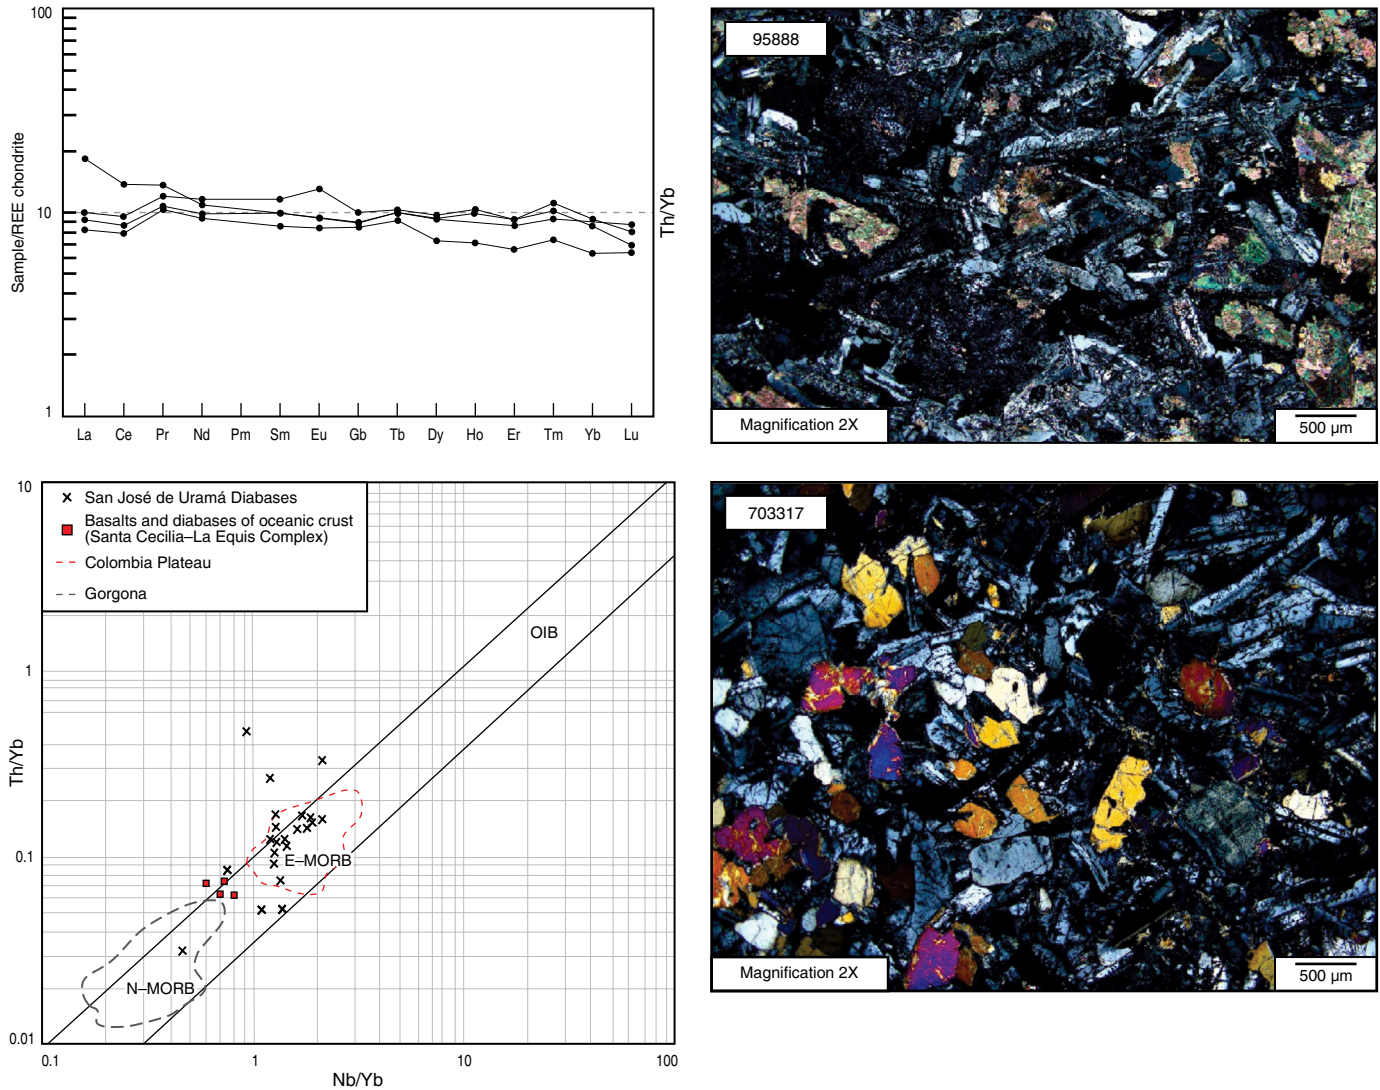 100
10
1
Sample/REE chondrite
La Ce Pr Nd Pm Sm Eu Gb Tb Dy Ho Er Tm Yb Lu
Th/Yb
95888
Magnification 2X
500 µm
10
1
0.1
0.01
Th/Yb
San José de Uramá Diabases
Basalts and diabases of oceanic crust
(Santa Cecilia–La Equis Complex)
Colombia Plateau
Gorgona
OIB
E–MORB
N–MORB
0.1 1 10 100
Nb/Yb
703317
Magnification 2X
500 µm